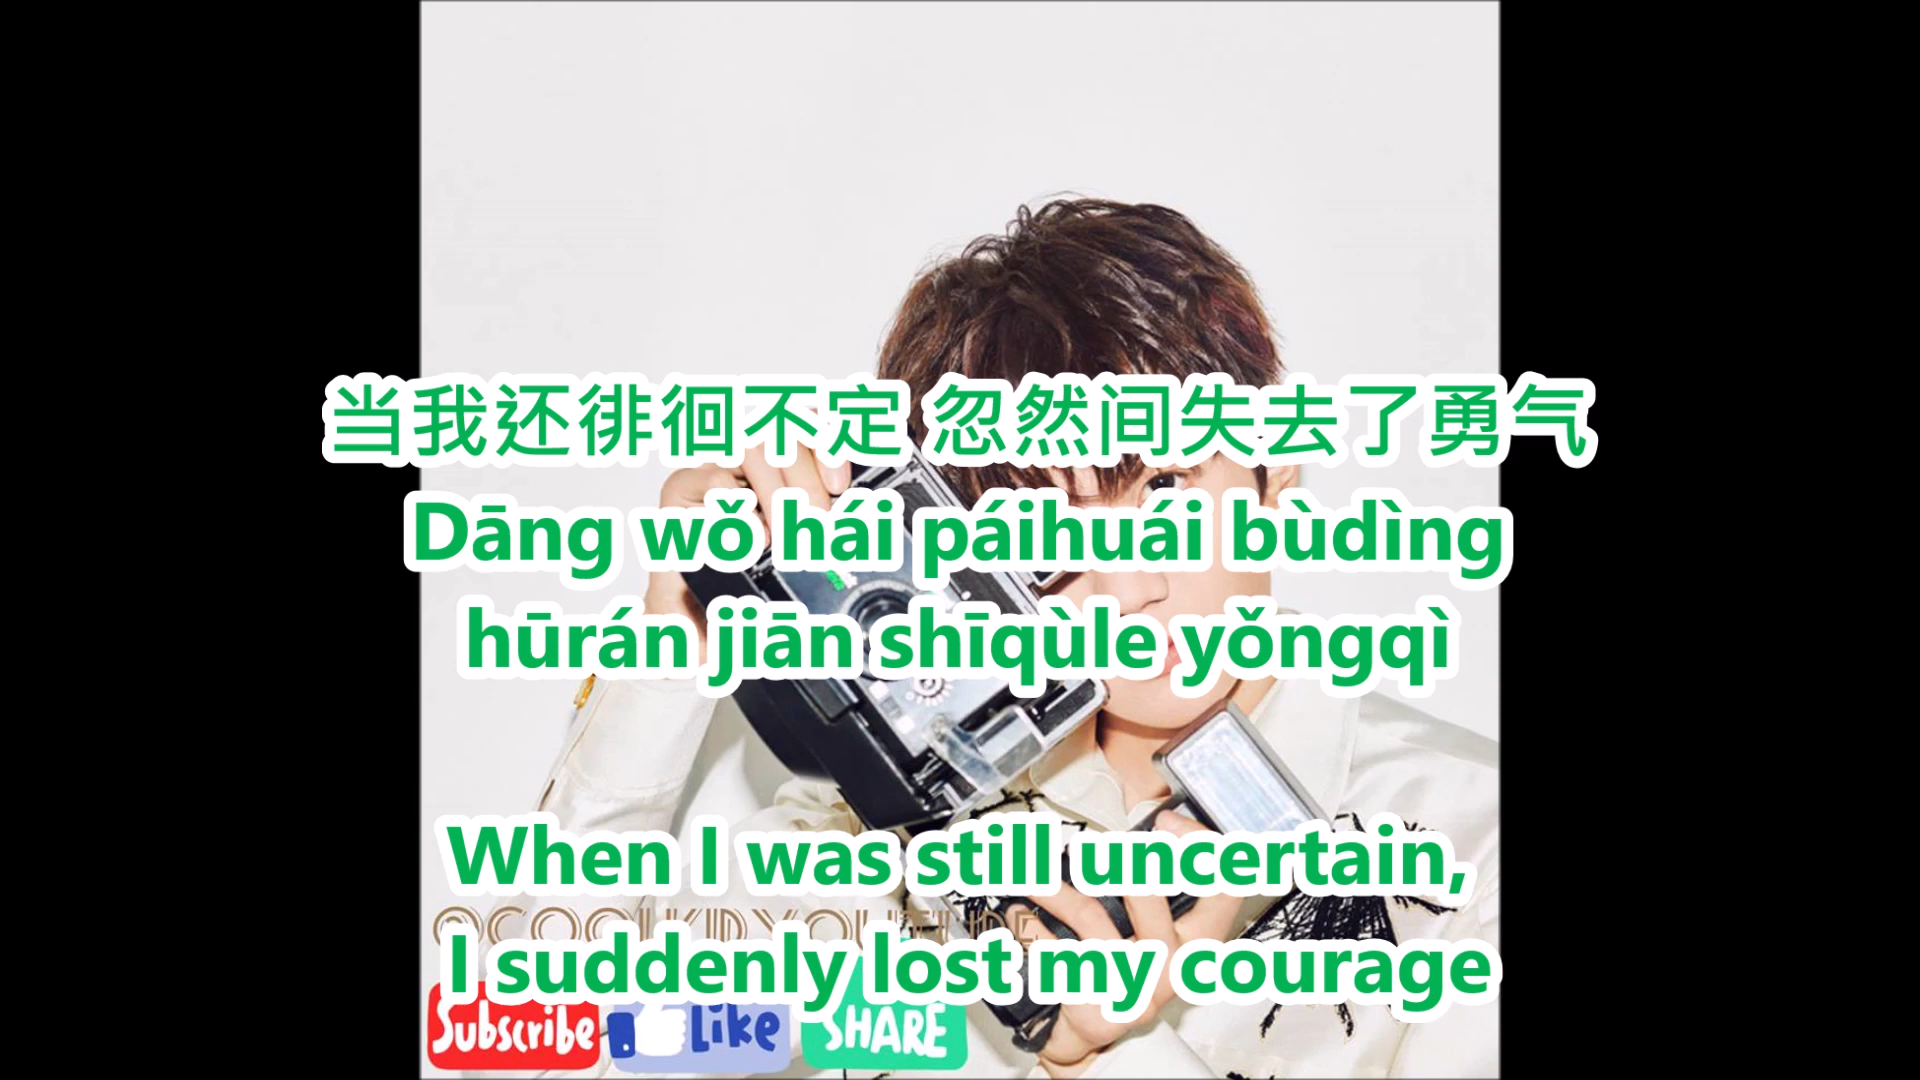 当我还徘徊不定 忽然间失去了勇气
Dāng wǒ hái páihuái bùdìng
hūrán jiān shīqùle yǒngqì
When I was still uncertain,
@COOLKIDYOUTUBE
I suddenly lost my courage
Subscribe Like SHARE